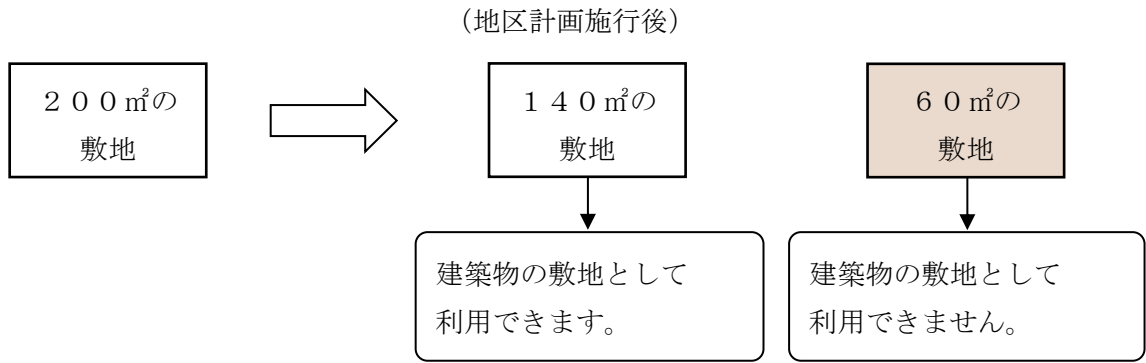 （地区計画施行後）
２００㎡の
敷地
１４０㎡の
敷地
６０㎡の
敷地
建築物の敷地として
利用できます。
建築物の敷地として
利用できません。